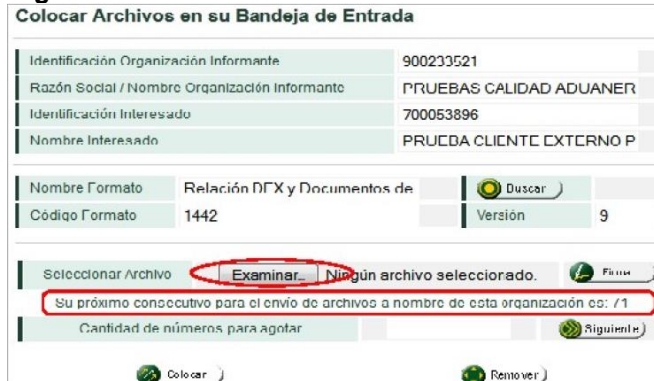 Colocar Archivos en su Bandeja de Entrada
Identificación Organización Informante 900233521
Razón Social / Nombre Organización Informante PRUEBAS CALIDAD ADUANER
Identificación Interesado 700053896
Nombre Interesado PRUEBA CLIENTE EXTERNO P
Nombre Formato Relación DEX y Documentos de Buscar
Código Formato 1442 Versión 9
Seleccionar Archivo Examinar... Ningún archivo seleccionado. Firma
Su próximo consecutivo para el envío de archivos a nombre de esta organización es: 71
Cantidad de números para agotar Siguiente
Colocar Remover